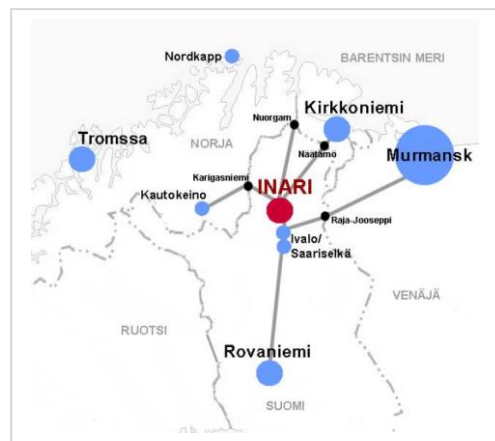 Nordkapp
BARENTSIN MERI
Kirkkoniemi
Nuorgam
Tromssa
NORJA
Näätämö
Murmansk
Karigasniemi
INARI
Kautokeino
Raja-Jooseppi
Ivalo/
Saariselkä
VENÄJÄ
RUOTSI
Rovaniemi
SUOMI